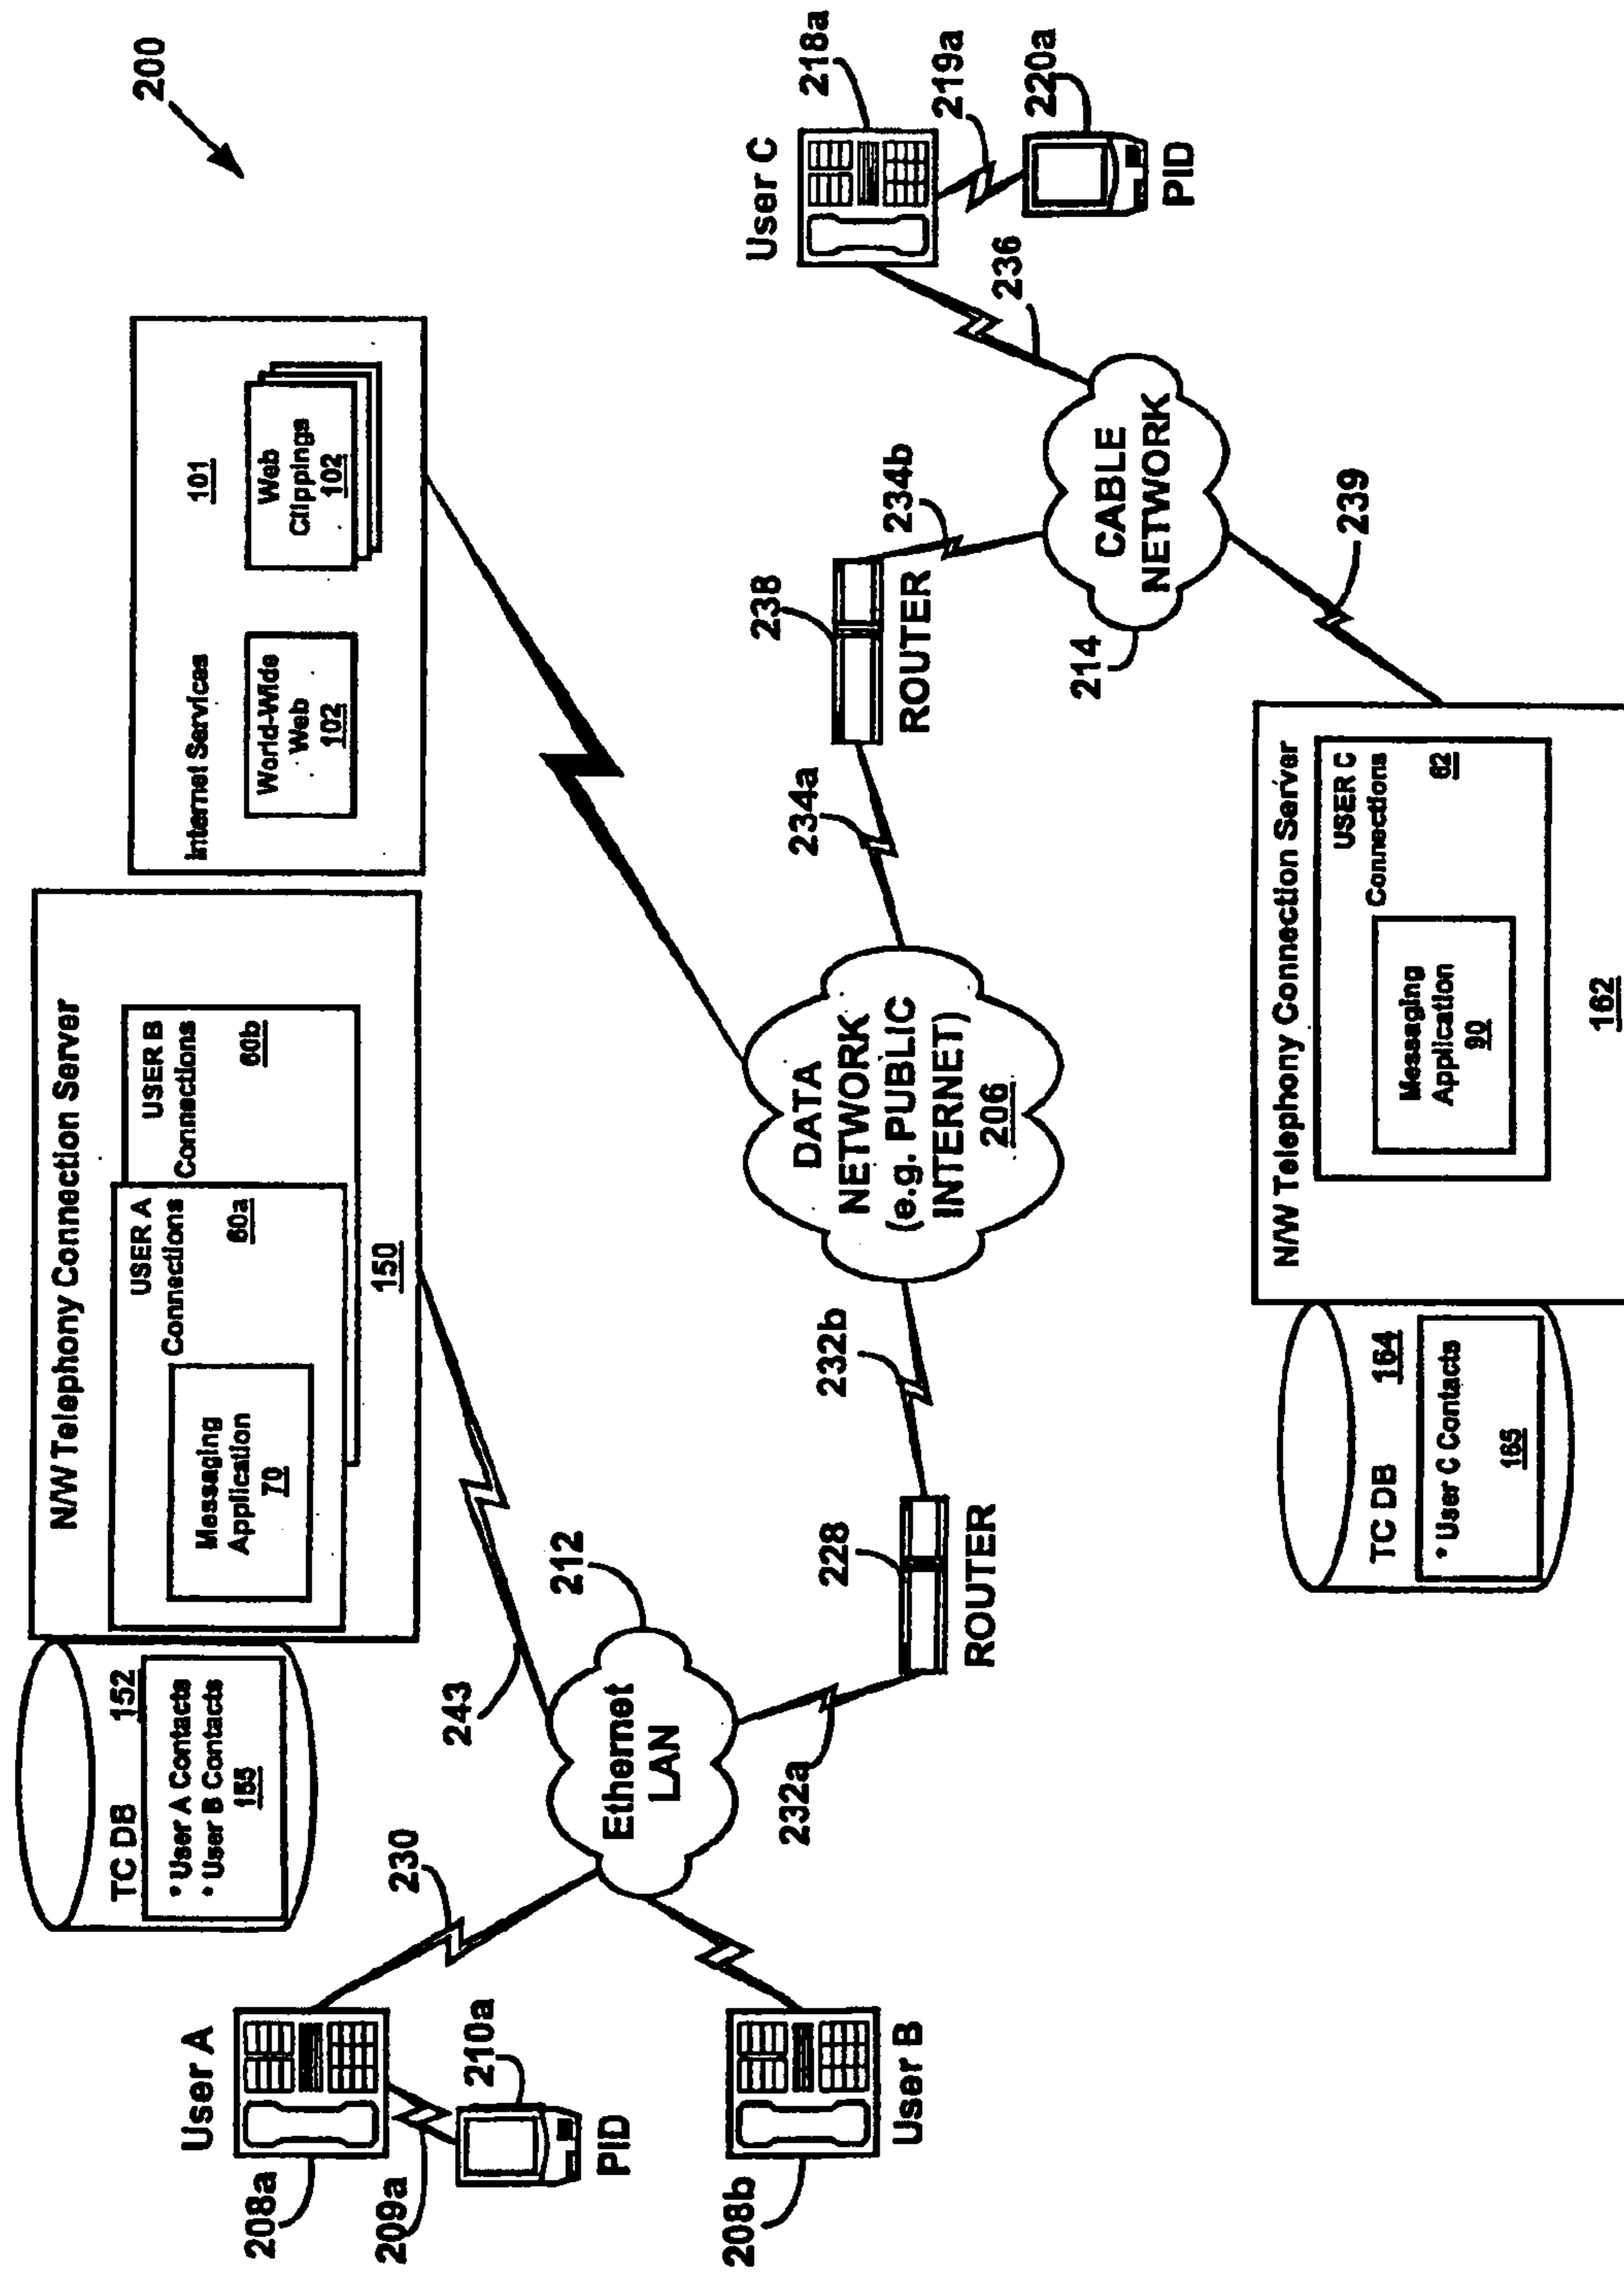 200
N/W Telephony Connection Server
USER B
Connections
60b
USER A
Connections
60a
Messaging
Application
70
150
TC DB
152
* User A Contacts
* User B Contacts
155
Internet Services
101
World-Wide
Web
102
Web
Clippings
102
User A
208a
209a
210a
PID
230
243
212
Ethernet
LAN
User B
208b
232a
228
ROUTER
232b
DATA
NETWORK
(e.g. PUBLIC
INTERNET)
206
234a
238
ROUTER
234b
CABLE
NETWORK
214
236
User C
218a
219a
220a
PID
239
N/W Telephony Connection Server
USER C
Connections
62
Messaging
Application
90
162
TC DB
164
* User C Contacts
165